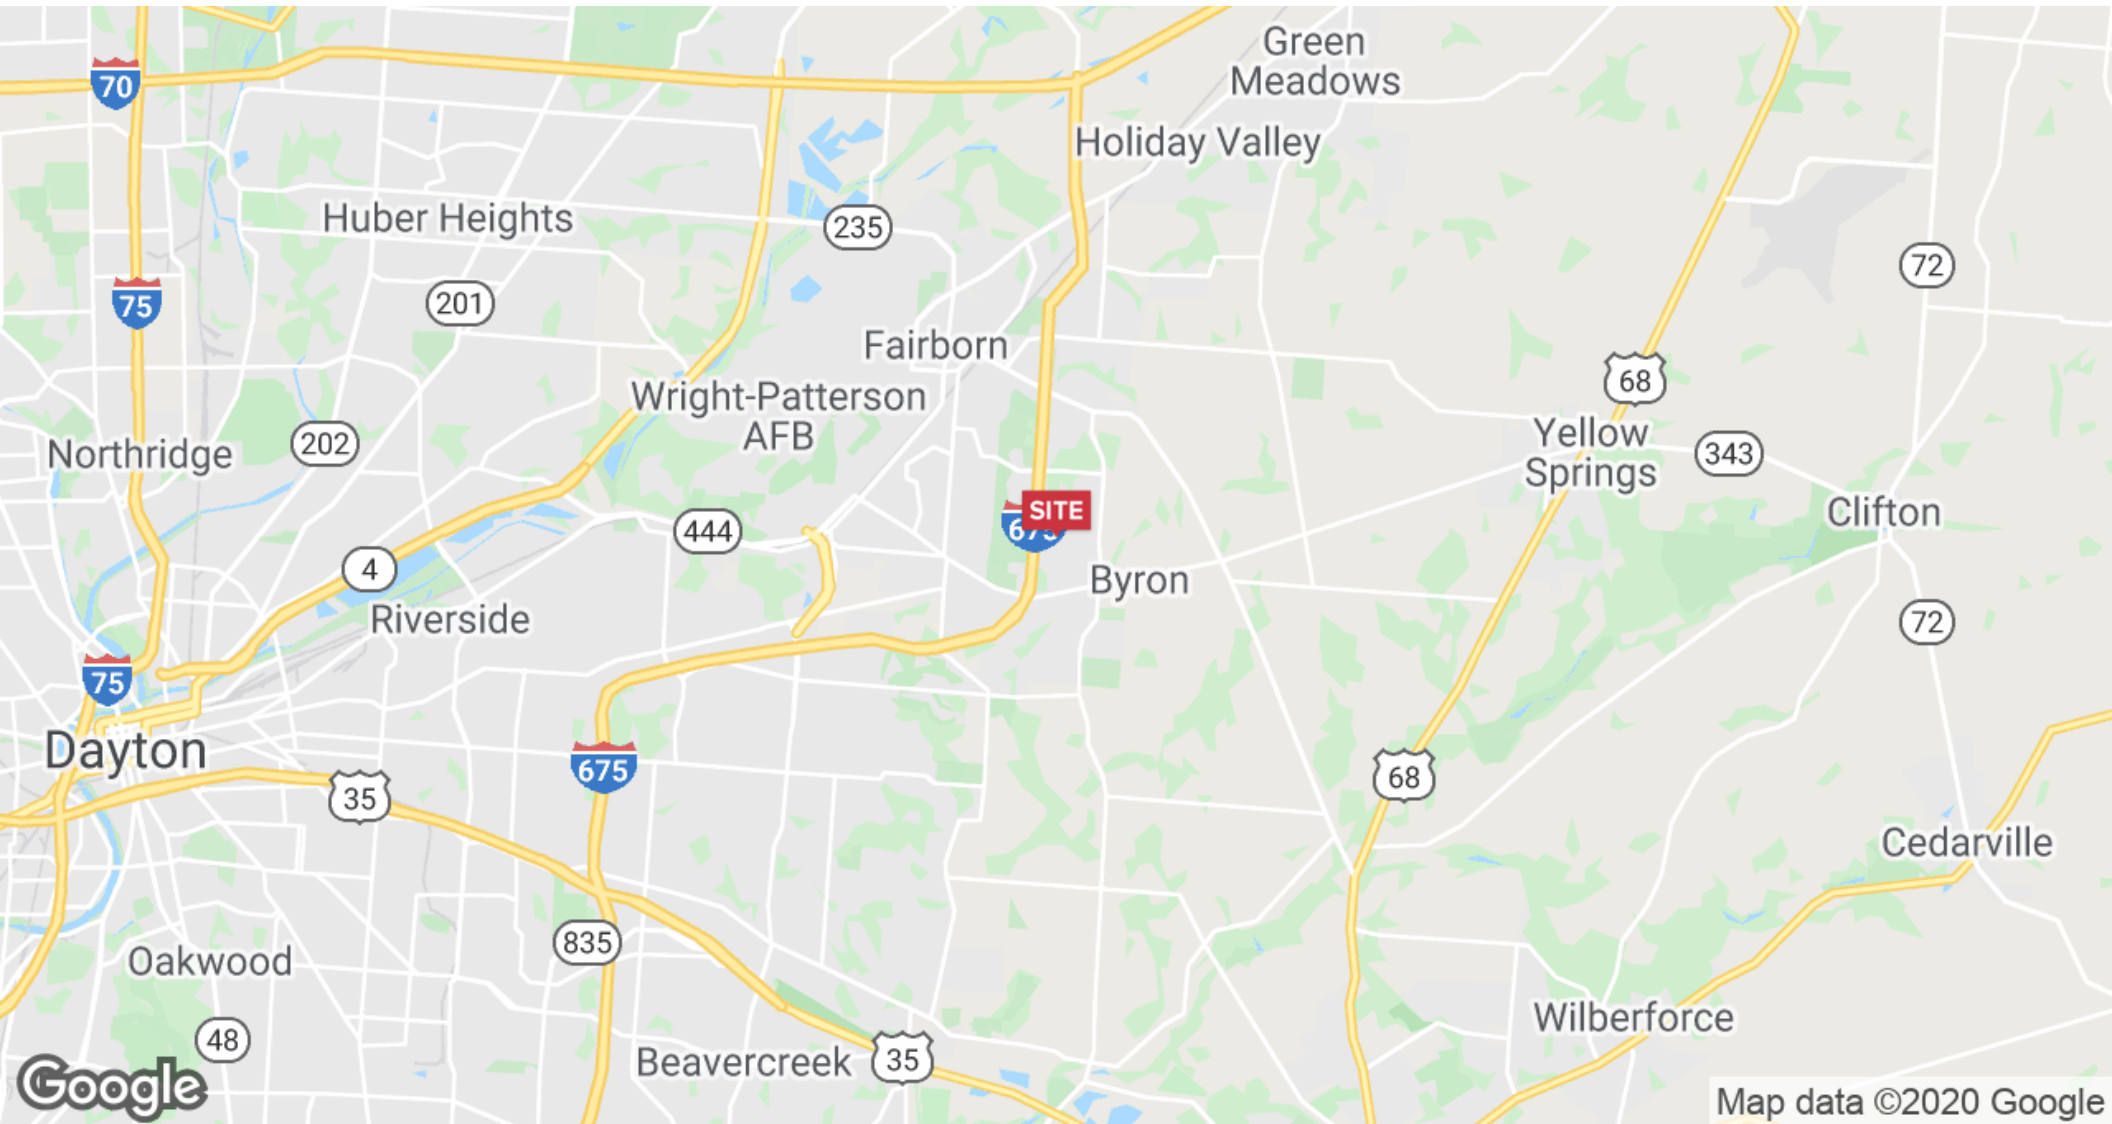 Green
Meadows
70
Holiday Valley
Huber Heights
235
72
75
201
Fairborn
68
Wright-Patterson
AFB
Yellow
Springs
343
Northridge
202
SITE
675
Clifton
444
4
Byron
Riverside
72
75
Dayton
675
68
35
Cedarville
835
Oakwood
Wilberforce
48
Beavercreek
35
Google
Map data ©2020 Google